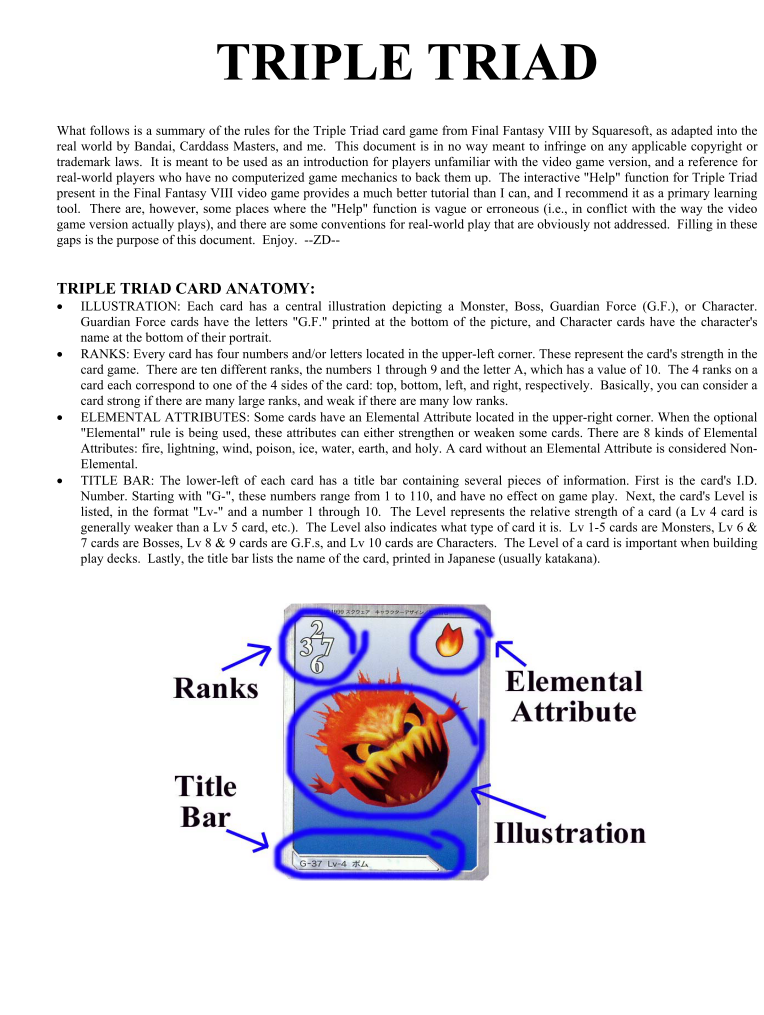 TRIPLE TRIAD
What follows is a summary of the rules for the Triple Triad card game from Final Fantasy VIII by Squaresoft, as adapted into the
real world by Bandai, Carddass Masters, and me.  This document is in no way meant to infringe on any applicable copyright or
trademark laws.  It is meant to be used as an introduction for players unfamiliar with the video game version, and a reference for
real-world players who have no computerized game mechanics to back them up.  The interactive "Help" function for Triple Triad
present in the Final Fantasy VIII video game provides a much better tutorial than I can, and I recommend it as a primary learning
tool.  There are, however, some places where the "Help" function is vague or erroneous (i.e., in conflict with the way the video
game version actually plays), and there are some conventions for real-world play that are obviously not addressed.  Filling in these
gaps is the purpose of this document.  Enjoy.  --ZD--
TRIPLE TRIAD CARD ANATOMY:
• ILLUSTRATION: Each card has a central illustration depicting a Monster, Boss, Guardian Force (G.F.), or Character.
Guardian Force cards have the letters "G.F." printed at the bottom of the picture, and Character cards have the character's
name at the bottom of their portrait.
• RANKS: Every card has four numbers and/or letters located in the upper-left corner. These represent the card's strength in the
card game.  There are ten different ranks, the numbers 1 through 9 and the letter A, which has a value of 10.  The 4 ranks on a
card each correspond to one of the 4 sides of the card: top, bottom, left, and right, respectively.  Basically, you can consider a
card strong if there are many large ranks, and weak if there are many low ranks.
• ELEMENTAL ATTRIBUTES: Some cards have an Elemental Attribute located in the upper-right corner. When the optional
"Elemental" rule is being used, these attributes can either strengthen or weaken some cards. There are 8 kinds of Elemental
Attributes: fire, lightning, wind, poison, ice, water, earth, and holy. A card without an Elemental Attribute is considered Non-
Elemental.
• TITLE BAR: The lower-left of each card has a title bar containing several pieces of information. First is the card's I.D.
Number. Starting with "G-", these numbers range from 1 to 110, and have no effect on game play.  Next, the card's Level is
listed, in the format "Lv-" and a number 1 through 10.  The Level represents the relative strength of a card (a Lv 4 card is
generally weaker than a Lv 5 card, etc.).  The Level also indicates what type of card it is.  Lv 1-5 cards are Monsters, Lv 6 &
7 cards are Bosses, Lv 8 & 9 cards are G.F.s, and Lv 10 cards are Characters.  The Level of a card is important when building
play decks.  Lastly, the title bar lists the name of the card, printed in Japanese (usually katakana).
スクウェア キャラクターデザイン
2
3 7
6
Ranks
Elemental
Attribute
Title
Bar
Illustration
G-37 Lv-4 ボム